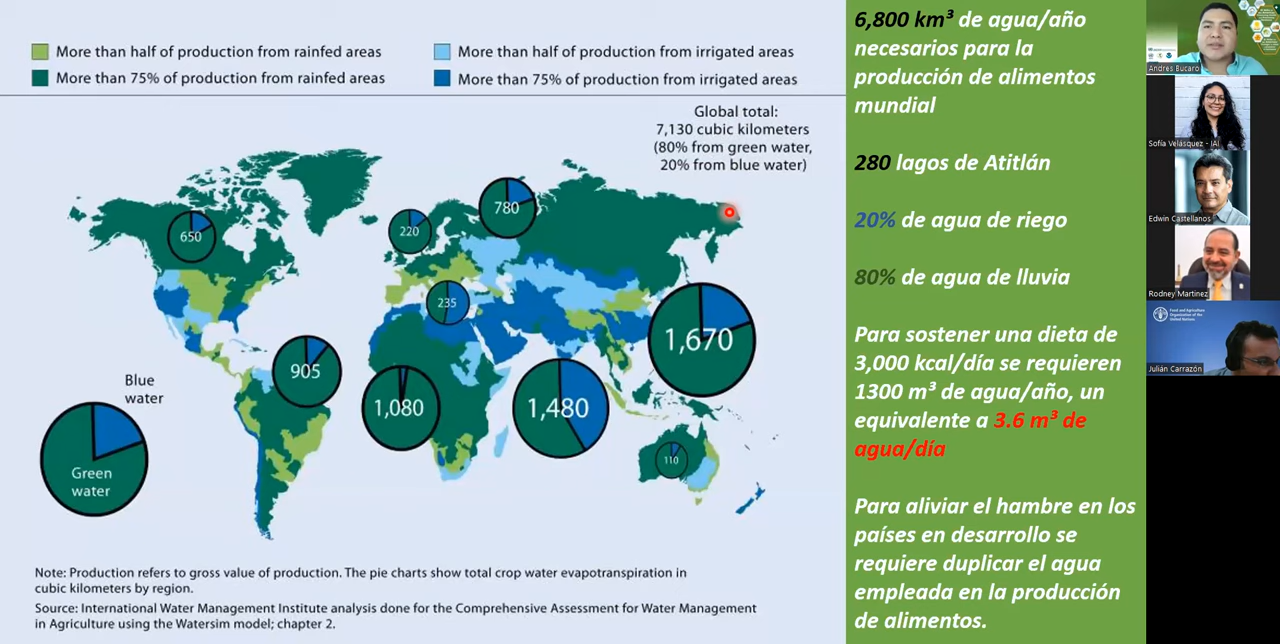 More than half of production from rainfed areas
More than 75% of production from rainfed areas
More than half of production from irrigated areas
More than 75% of production from irrigated areas
Global total:
7,130 cubic kilometers
(80% from green water,
20% from blue water)
650
220
780
235
905
1,080
1,480
1,670
110
Blue
water
Green
water
Note: Production refers to gross value of production. The pie charts show total crop water evapotranspiration in
cubic kilometers by region.
Source: International Water Management Institute analysis done for the Comprehensive Assessment for Water Management
in Agriculture using the Watersim model; chapter 2.
6,800 km³ de agua/año
necesarios para la
producción de alimentos
mundial
280 lagos de Atitlán
20% de agua de riego
80% de agua de lluvia
Para sostener una dieta de
3,000 kcal/día se requieren
1300 m³ de agua/año, un
equivalente a 3.6 m³ de
agua/día
Para aliviar el hambre en los
países en desarrollo se
requiere duplicar el agua
empleada en la producción
de alimentos.
Andres Bucaro
Sofía Velásquez - IAI
Edwin Castellanos
Rodney Martinez
Food and Agriculture
Organization of the
United Nations
Julián Carrazón